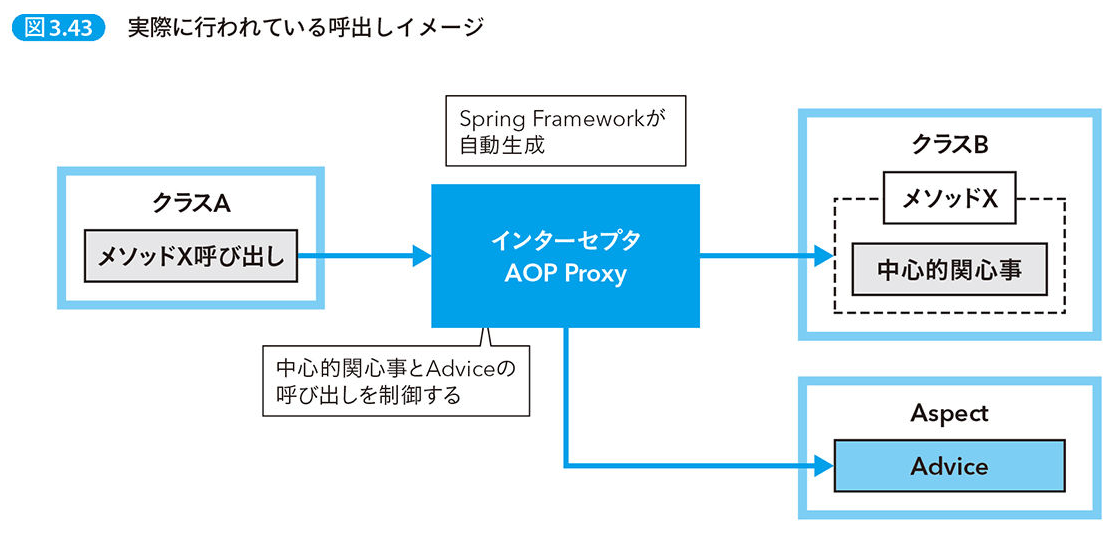 図3.43 実際に行われている呼出しイメージ
Spring Frameworkが
自動生成
クラスA
メソッドX呼び出し
インターセプタ
AOP Proxy
中心的関心事とAdviceの
呼び出しを制御する
クラスB
メソッドX
中心的関心事
Aspect
Advice